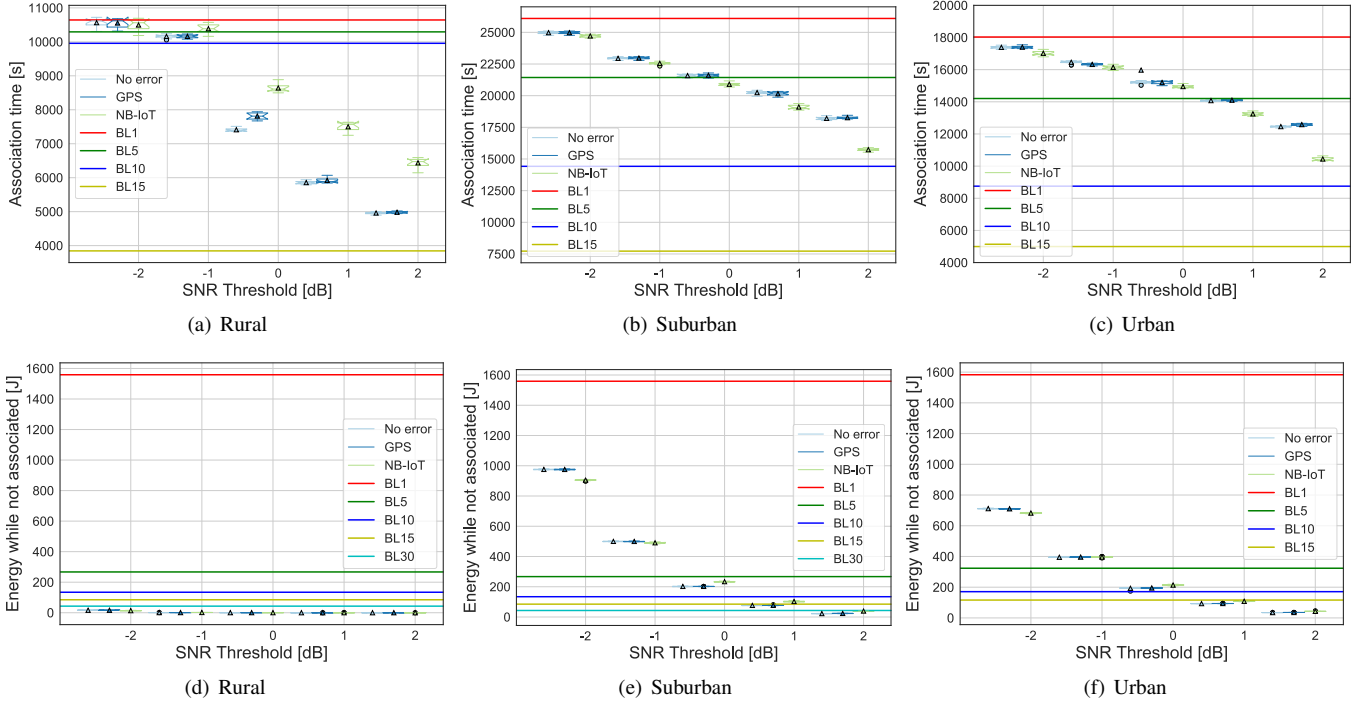 Association time [s]
11000
10000
9000
8000
7000
6000
5000
4000
No error
GPS
NB-IoT
BL1
BL5
BL10
BL15
-2 -1 0 1 2
SNR Threshold [dB]
(a) Rural
Association time [s]
25000
22500
20000
17500
15000
12500
10000
7500
No error
GPS
NB-IoT
BL1
BL5
BL10
BL15
-2 -1 0 1 2
SNR Threshold [dB]
(b) Suburban
Association time [s]
20000
18000
16000
14000
12000
10000
8000
6000
4000
No error
GPS
NB-IoT
BL1
BL5
BL10
BL15
-2 -1 0 1 2
SNR Threshold [dB]
(c) Urban
Energy while not associated [J]
1600
1400
1200
1000
800
600
400
200
0
No error
GPS
NB-IoT
BL1
BL5
BL10
BL15
BL30
-2 -1 0 1 2
SNR Threshold [dB]
(d) Rural
Energy while not associated [J]
1600
1400
1200
1000
800
600
400
200
0
No error
GPS
NB-IoT
BL1
BL5
BL10
BL15
BL30
-2 -1 0 1 2
SNR Threshold [dB]
(e) Suburban
Energy while not associated [J]
1600
1400
1200
1000
800
600
400
200
0
No error
GPS
NB-IoT
BL1
BL5
BL10
BL15
-2 -1 0 1 2
SNR Threshold [dB]
(f) Urban